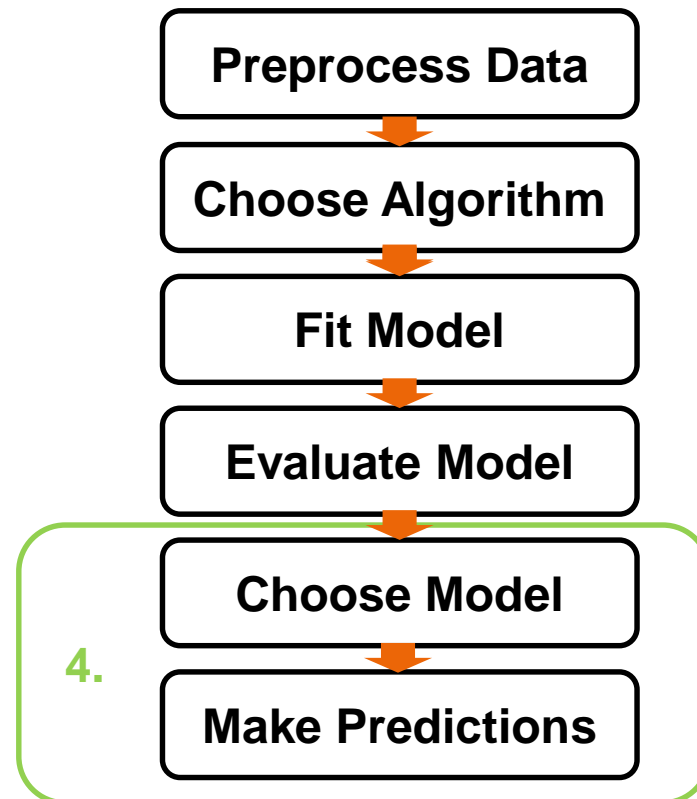 Preprocess Data
Choose Algorithm
Fit Model
Evaluate Model
Choose Model
4.
Make Predictions